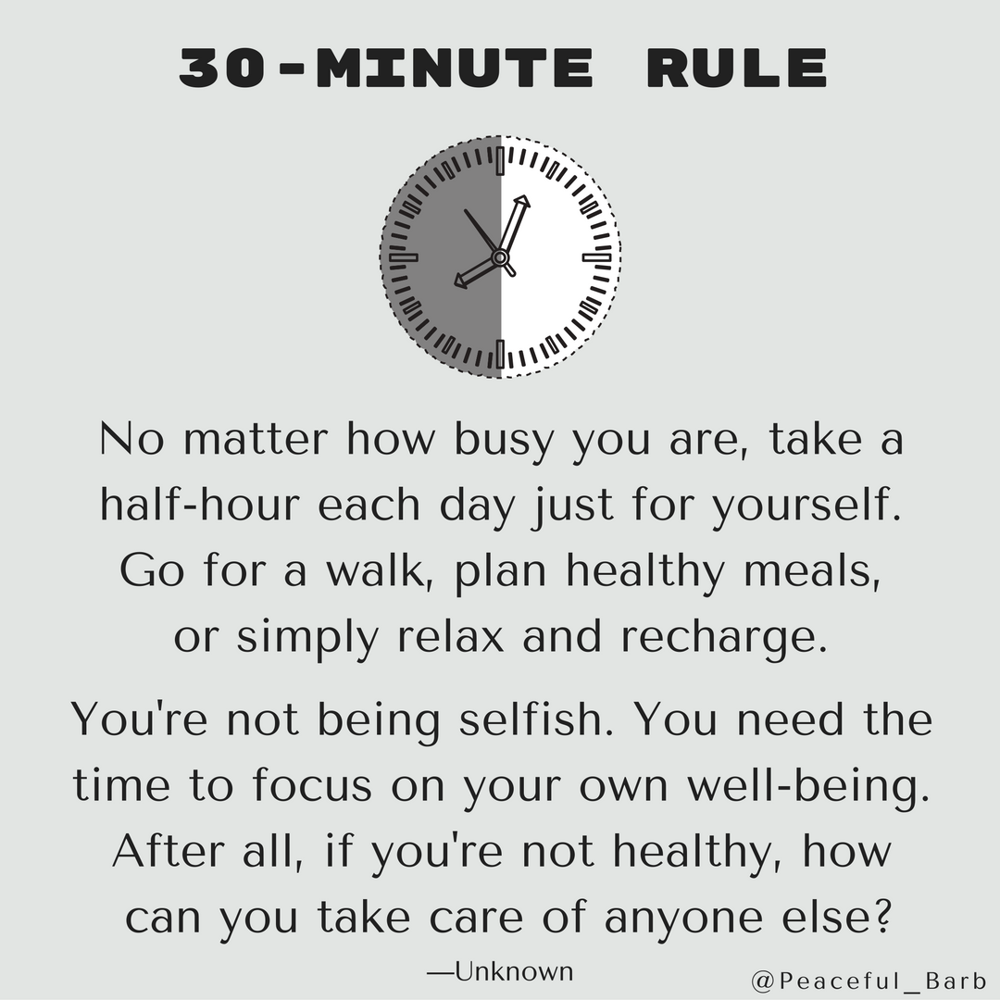 30-MINUTE RULE
No matter how busy you are, take a
half-hour each day just for yourself.
Go for a walk, plan healthy meals,
or simply relax and recharge.
You're not being selfish. You need the
time to focus on your own well-being.
After all, if you're not healthy, how
can you take care of anyone else?
—Unknown
@Peaceful_Barb